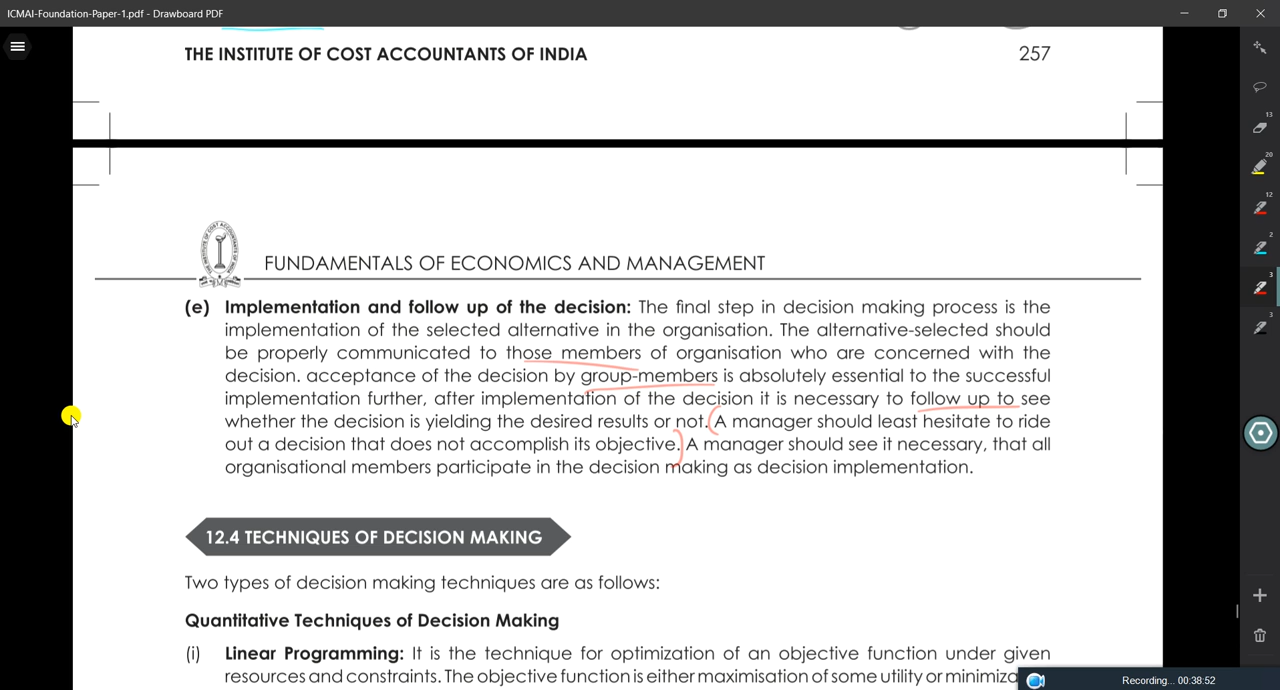 ICMAI-Foundation-Paper-1.pdf - Drawboard PDF
THE INSTITUTE OF COST ACCOUNTANTS OF INDIA 257
FUNDAMENTALS OF ECONOMICS AND MANAGEMENT
(e) Implementation and follow up of the decision: The final step in decision making process is the
implementation of the selected alternative in the organisation. The alternative-selected should
be properly communicated to those members of organisation who are concerned with the
decision. acceptance of the decision by group-members is absolutely essential to the successful
implementation further, after implementation of the decision it is necessary to follow up to see
whether the decision is yielding the desired results or not. A manager should least hesitate to ride
out a decision that does not accomplish its objective. A manager should see it necessary, that all
organisational members participate in the decision making as decision implementation.
12.4 TECHNIQUES OF DECISION MAKING
Two types of decision making techniques are as follows:
Quantitative Techniques of Decision Making
(i) Linear Programming: It is the technique for optimization of an objective function under given
resources and constraints. The objective function is either maximisation of some utility or minimiza
13
20
12
2
3
3
Recording... 00:38:52